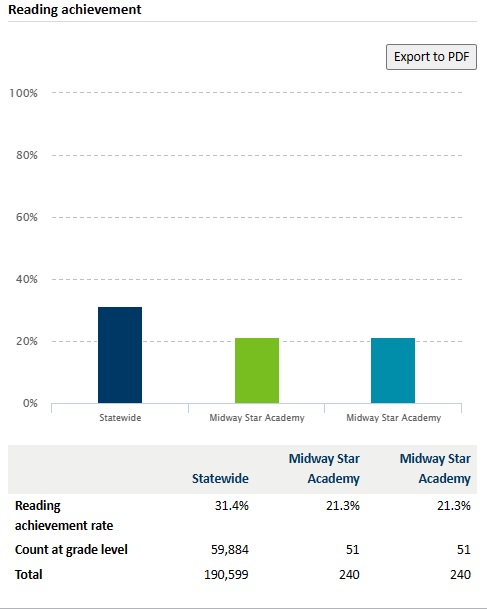 Reading achievement
Export to PDF
100%
80%
60%
40%
20%
0%
Statewide Midway Star Academy Midway Star Academy
Midway Star Midway Star
Statewide Academy Academy
Reading 31.4% 21.3% 21.3%
achievement rate
Count at grade level 59,884 51 51
Total 190,599 240 240